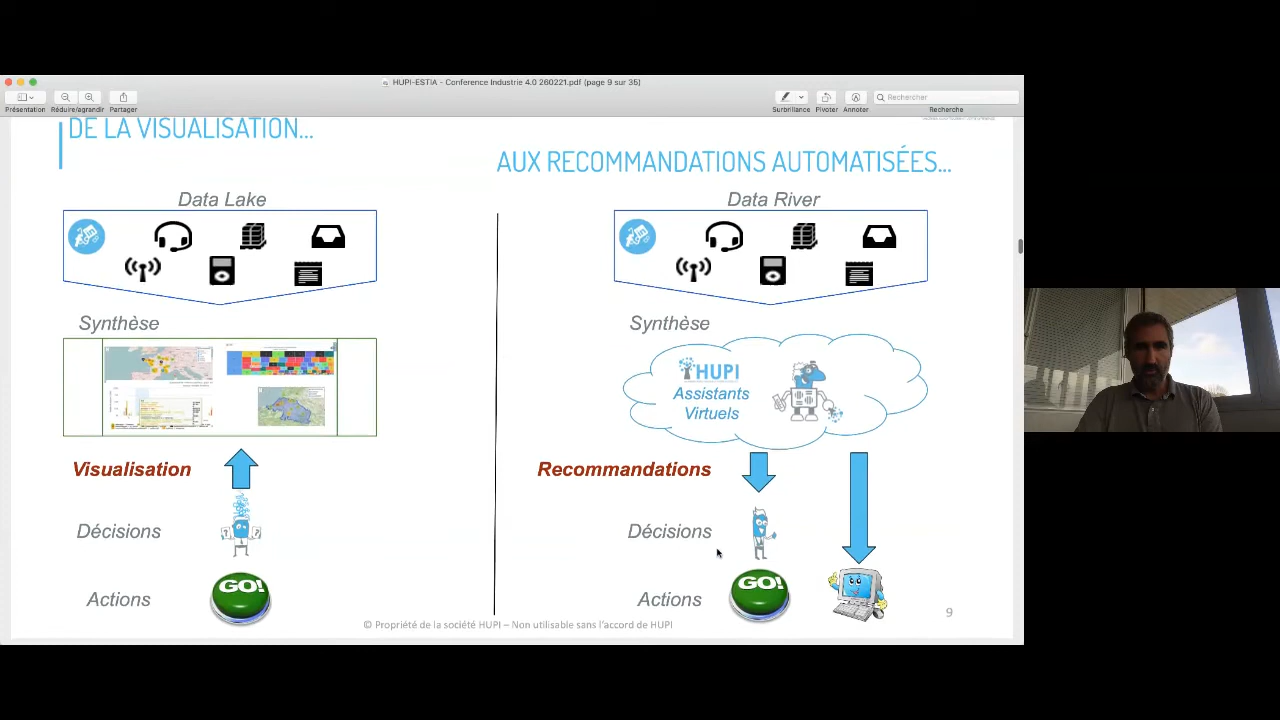 HUPI-ESTIA - Conference Industrie 4.0 260221.pdf (page 9 sur 35)
Présentation
Réduire/agrandir
Partager
Surbrillance
Pivoter
Annoter
Rechercher
Recherche
DE LA VISUALISATION...
AUX RECOMMANDATIONS AUTOMATISÉES...
Data Lake
Synthèse
Visualisation
Décisions
Actions
GO!
Data River
Synthèse
HUPI
Assistants
Virtuels
Recommandations
Décisions
Actions
GO!
© Propriété de la société HUPI – Non utilisable sans l'accord de HUPI
9